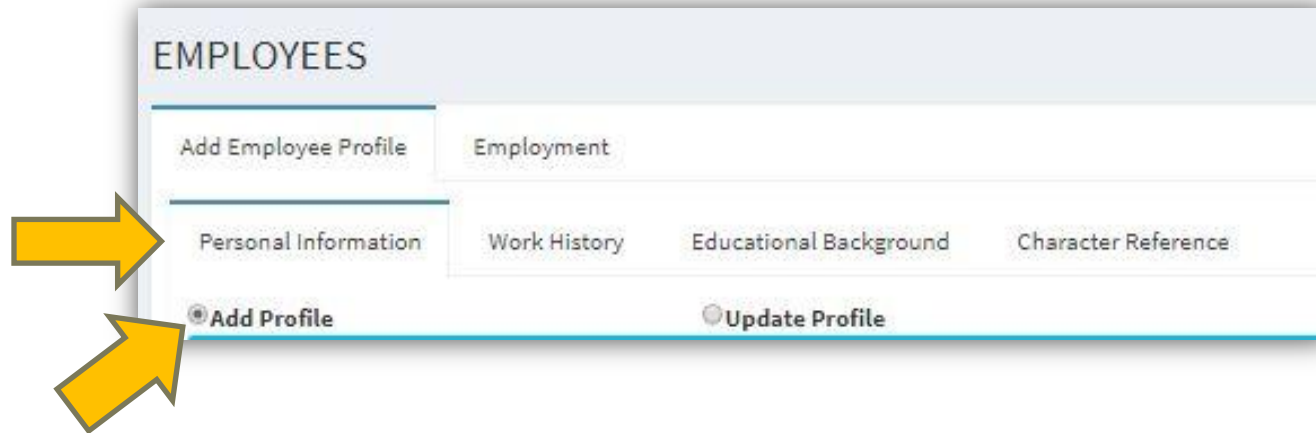 EMPLOYEES
Add Employee Profile Employment
Personal Information Work History Educational Background Character Reference
Add Profile Update Profile